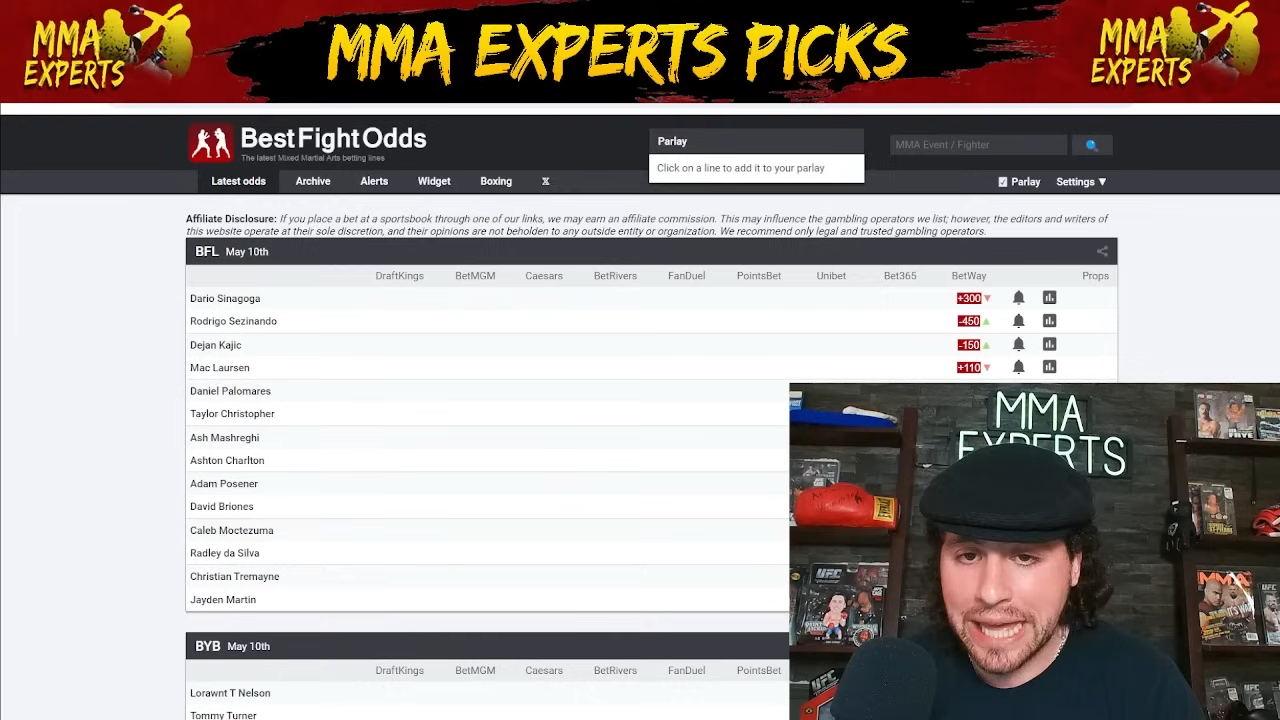 MMA
EXPERTS
MMA EXPERTS PICKS
MMA
EXPERTS
BestFightOdds
The latest Mixed Martial Arts betting lines
Parlay
MMA Event / Fighter
Click on a line to add it to your parlay
Latest odds Archive Alerts Widget Boxing X
Parlay Settings ▼
Affiliate Disclosure: If you place a bet at a sportsbook through one of our links, we may earn an affiliate commission. This may influence the gambling operators we list; however, the editors and writers of
this website operate at their sole discretion, and their opinions are not beholden to any outside entity or organization. We recommend only legal and trusted gambling operators.
BFL May 10th
DraftKings BetMGM Caesars BetRivers FanDuel PointsBet Unibet Bet365 BetWay Props
Dario Sinagoga +300▼
Rodrigo Sezinando -450▲
Dejan Kajic -150▲
Mac Laursen +110▼
Daniel Palomares
Taylor Christopher
Ash Mashreghi
Ashton Charlton
Adam Posener
David Briones
Caleb Moctezuma
Radley da Silva
Christian Tremayne
Jayden Martin
BYB May 10th
DraftKings BetMGM Caesars BetRivers FanDuel PointsBet
Lorawnt T Nelson
Tommy Turner
MMA
EXPERTS
UFC
UFC
MMA
UFC